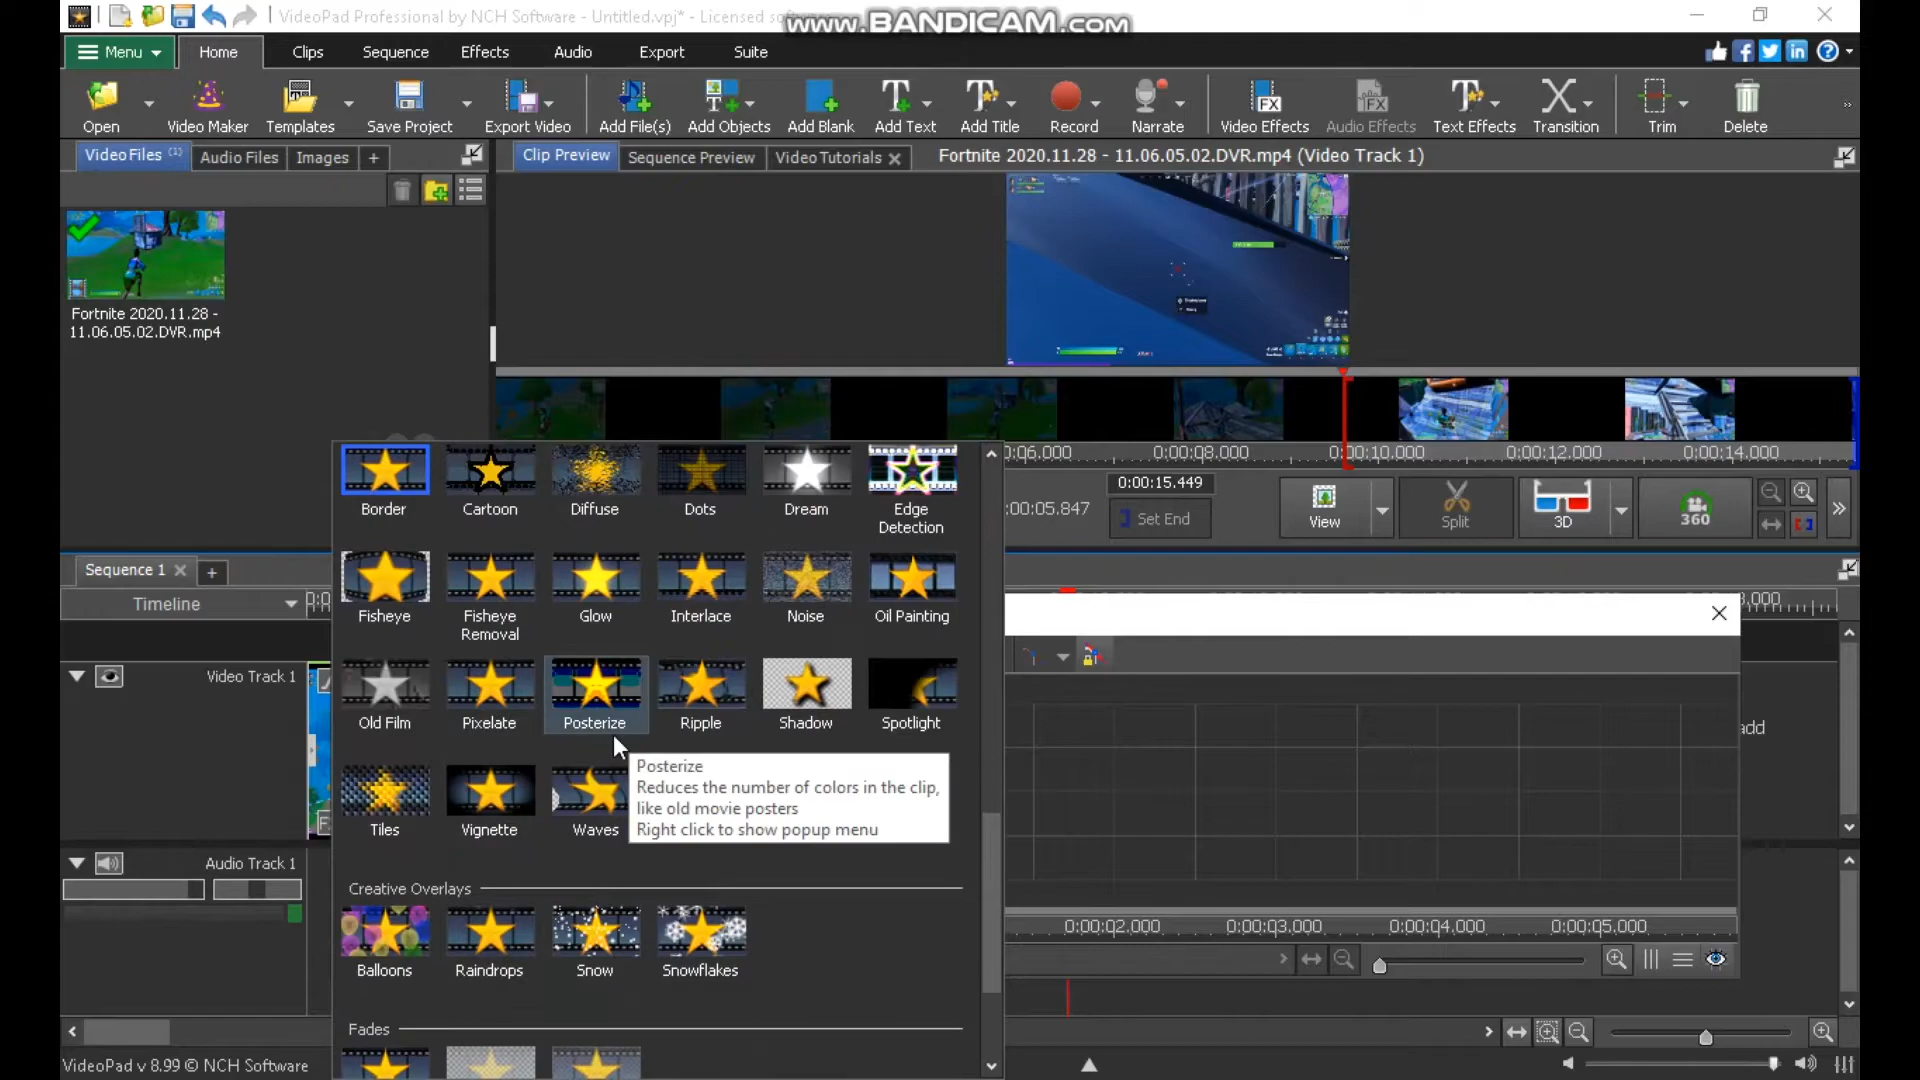 VideoPad Professional by NCH Software - Untitled.vpj* - Licensed software
www.BANDICAM.com
Menu
Home
Clips
Sequence
Effects
Audio
Export
Suite
Open
Video Maker
Templates
Save Project
Export Video
Add File(s)
Add Objects
Add Blank
Add Text
Add Title
Record
Narrate
Video Effects
Audio Effects
Text Effects
Transition
Trim
Delete
Video Files (1)
Audio Files
Images
Clip Preview
Sequence Preview
Video Tutorials
Fortnite 2020.11.28 - 11.06.05.02.DVR.mp4 (Video Track 1)
Fortnite 2020.11.28 -
11.06.05.02.DVR.mp4
0:06.000
0:00:08.000
0:00:10.000
0:00:12.000
0:00:14.000
:00:05.847
0:00:15.449
Set End
View
Split
3D
360
Border
Cartoon
Diffuse
Dots
Dream
Edge
Detection
Fisheye
Fisheye
Removal
Glow
Interlace
Noise
Oil Painting
Old Film
Pixelate
Posterize
Ripple
Shadow
Spotlight
Posterize
Reduces the number of colors in the clip,
like old movie posters
Right click to show popup menu
Tiles
Vignette
Waves
Creative Overlays
Balloons
Raindrops
Snow
Snowflakes
Fades
Sequence 1
Timeline
Video Track 1
Audio Track 1
add
0:00:02.000
0:00:03.000
0:00:04.000
0:00:05.000
VideoPad v 8.99 © NCH Software